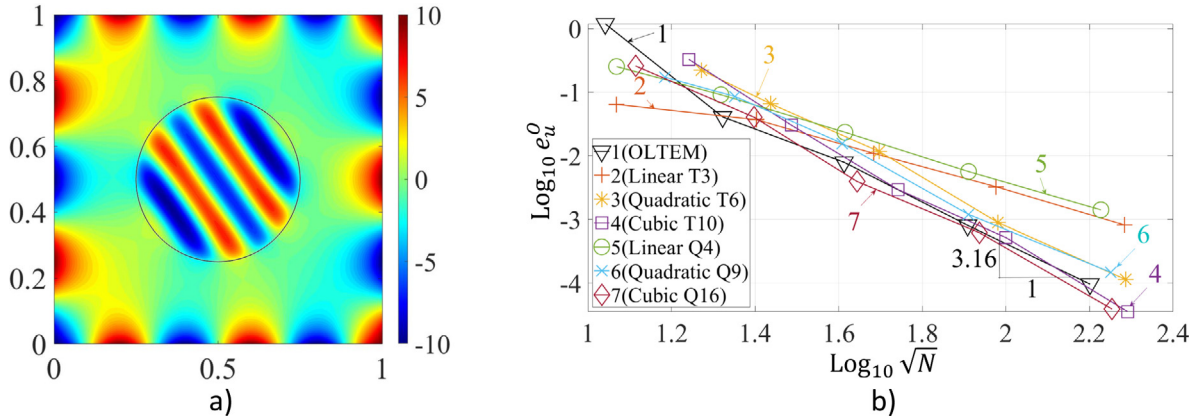 a)
1
0.8
0.6
0.4
0.2
0
0
0.5
1
10
5
0
-5
-10
a)
b)
0
-1
-2
-3
-4
Log₁₀ e_u^O
1
2
3
1(OLTEM)
2(Linear T3)
3(Quadratic T6)
4(Cubic T10)
5(Linear Q4)
6(Quadratic Q9)
7(Cubic Q16)
7
5
6
3.16
1
4
1
1.2
1.4
1.6
1.8
2
2.2
2.4
Log₁₀ √N
b)